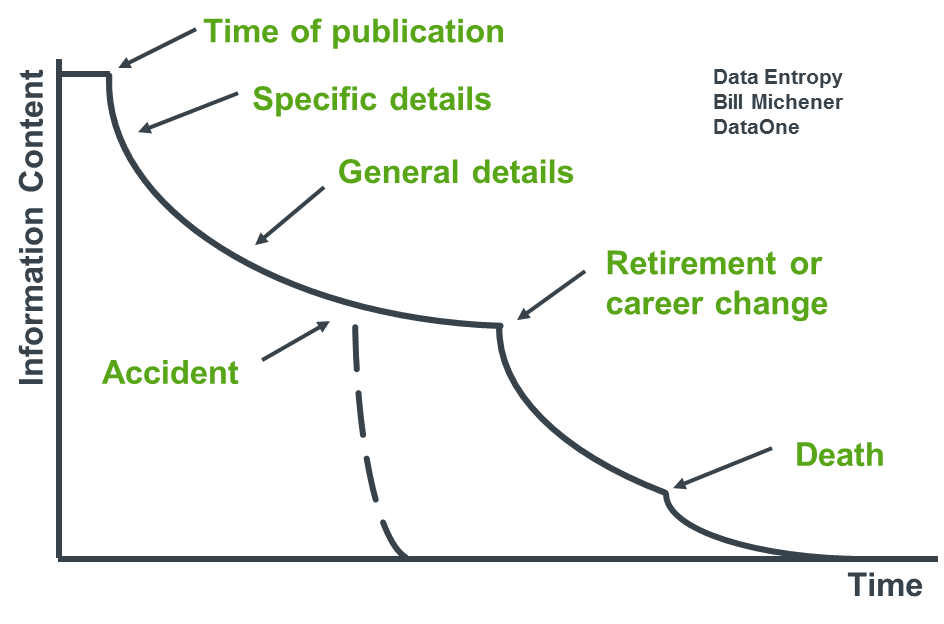 Time of publication
Data Entropy
Bill Michener
DataOne
Specific details
General details
Information Content
Retirement or
career change
Accident
Death
Time